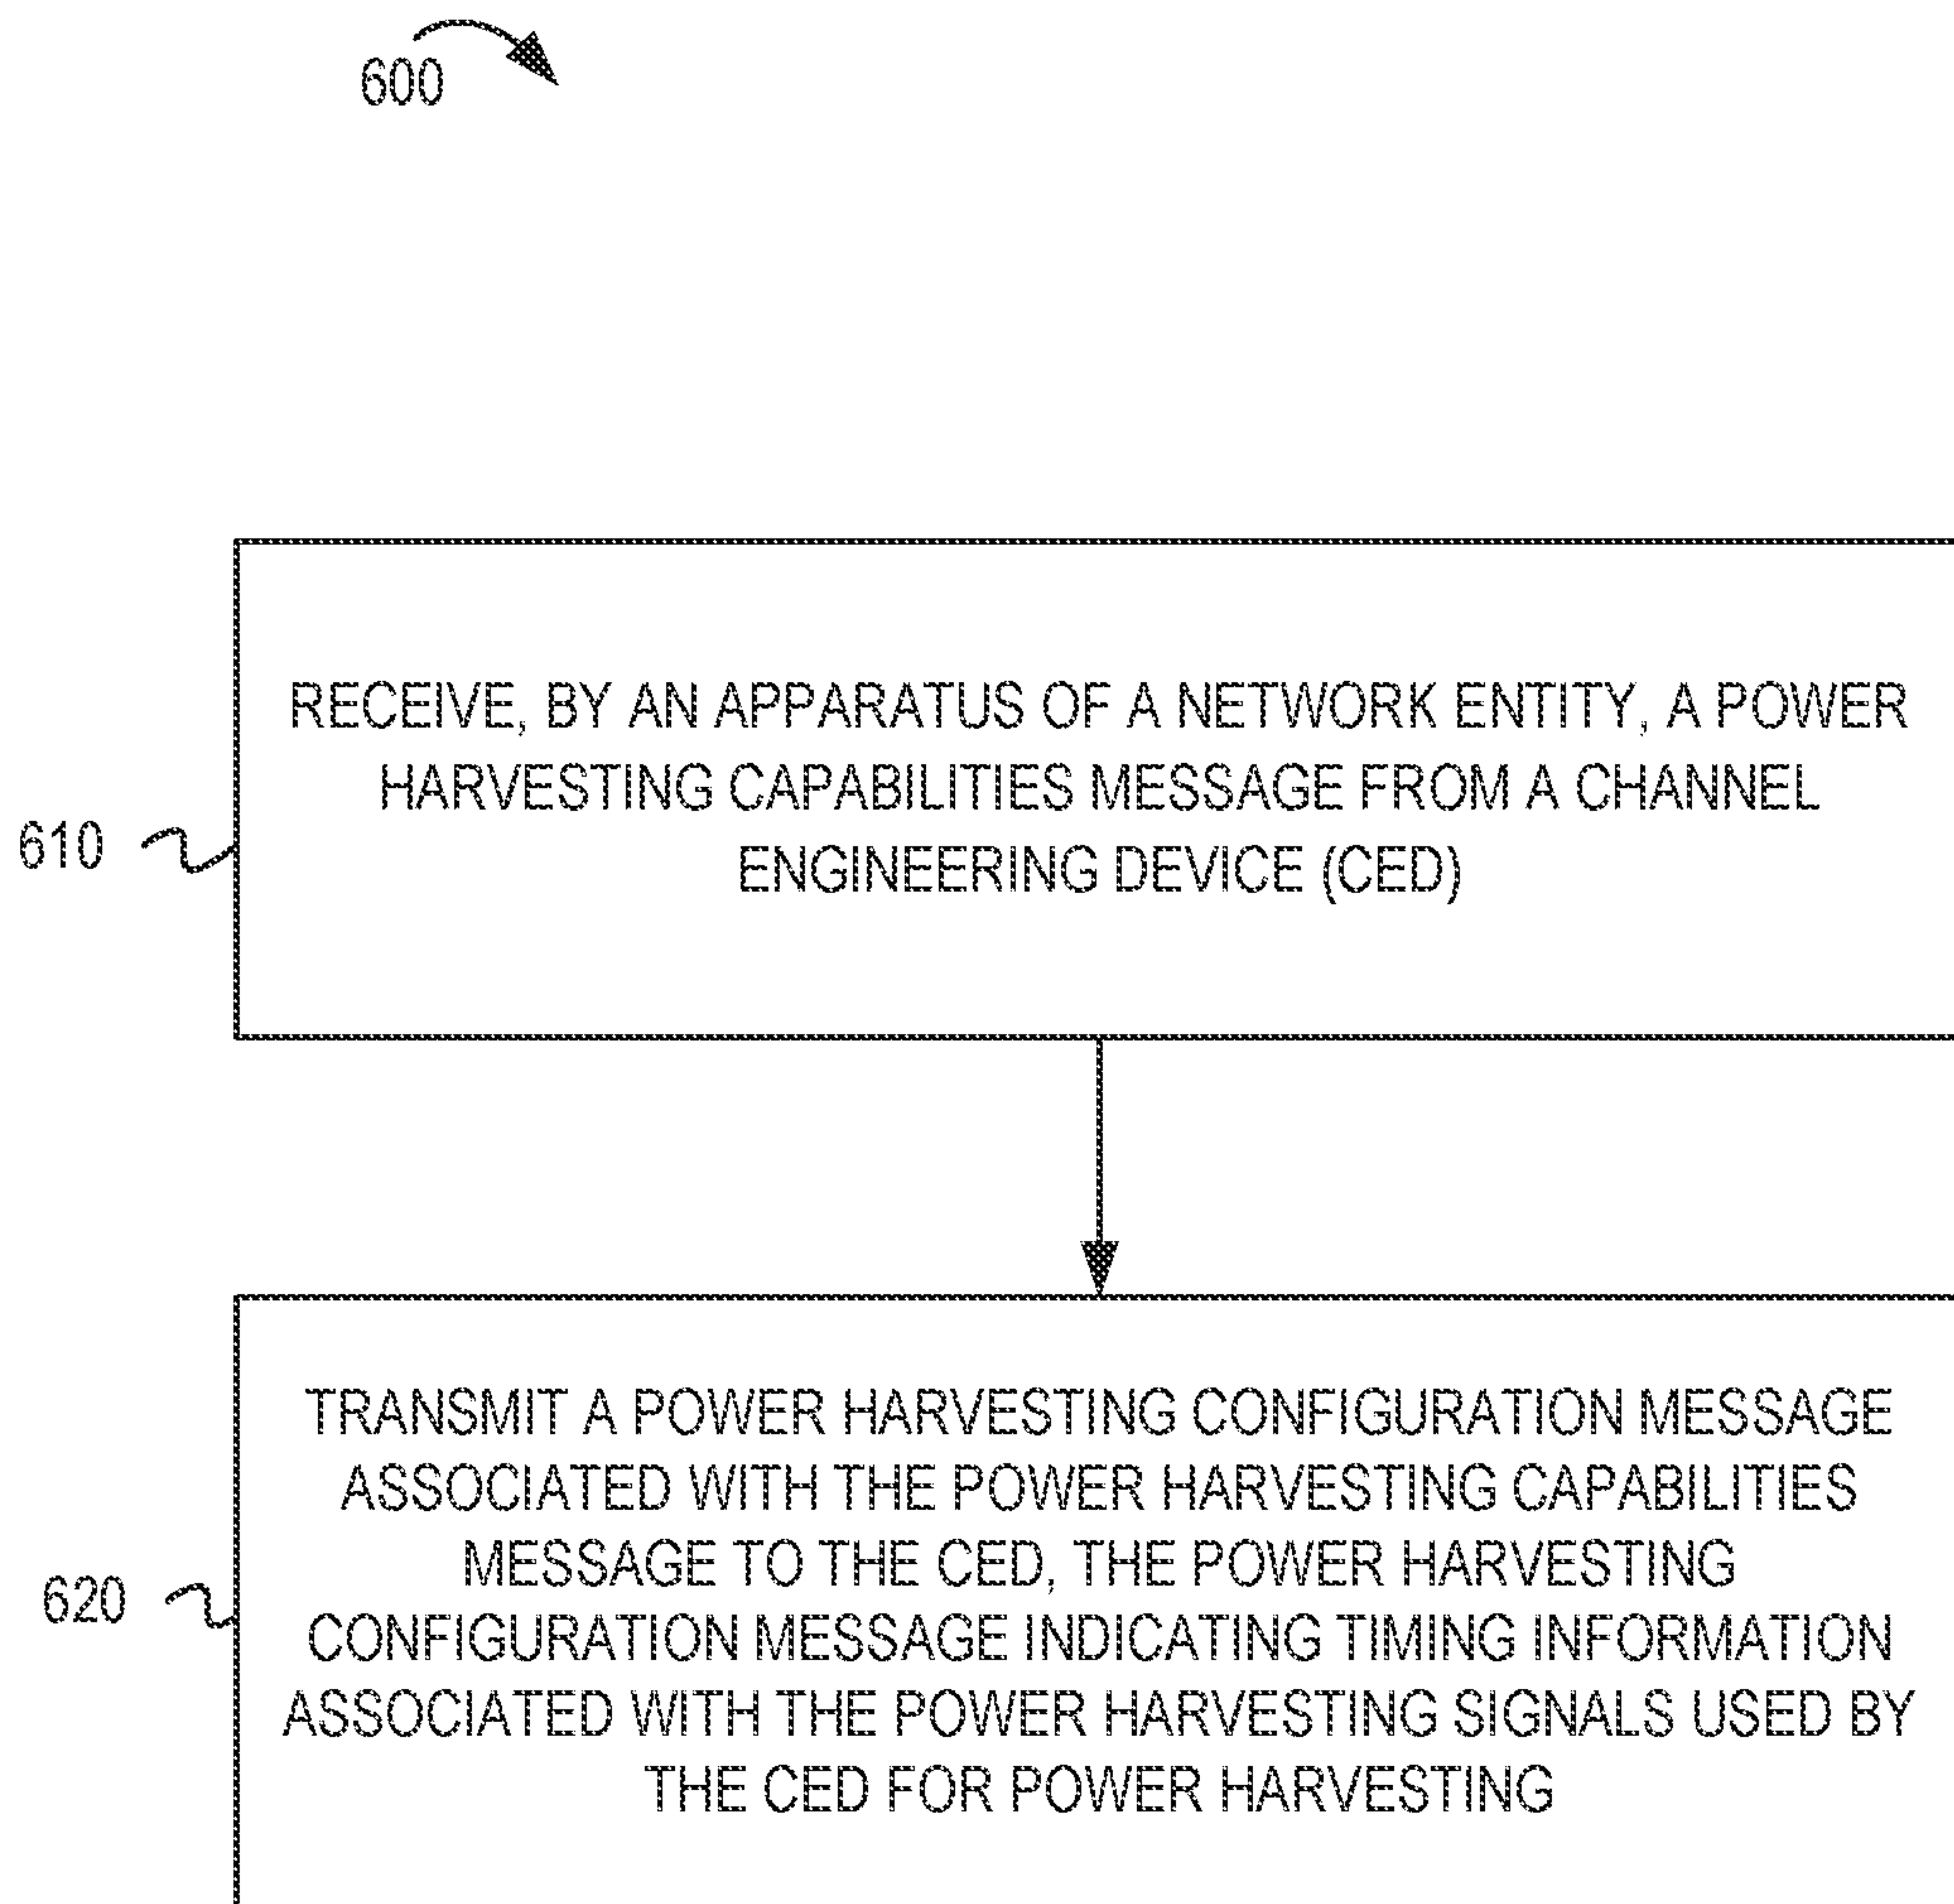 600
RECEIVE, BY AN APPARATUS OF A NETWORK ENTITY, A POWER
HARVESTING CAPABILITIES MESSAGE FROM A CHANNEL
ENGINEERING DEVICE (CED)
610
TRANSMIT A POWER HARVESTING CONFIGURATION MESSAGE
ASSOCIATED WITH THE POWER HARVESTING CAPABILITIES
MESSAGE TO THE CED, THE POWER HARVESTING
CONFIGURATION MESSAGE INDICATING TIMING INFORMATION
ASSOCIATED WITH THE POWER HARVESTING SIGNALS USED BY
THE CED FOR POWER HARVESTING
620